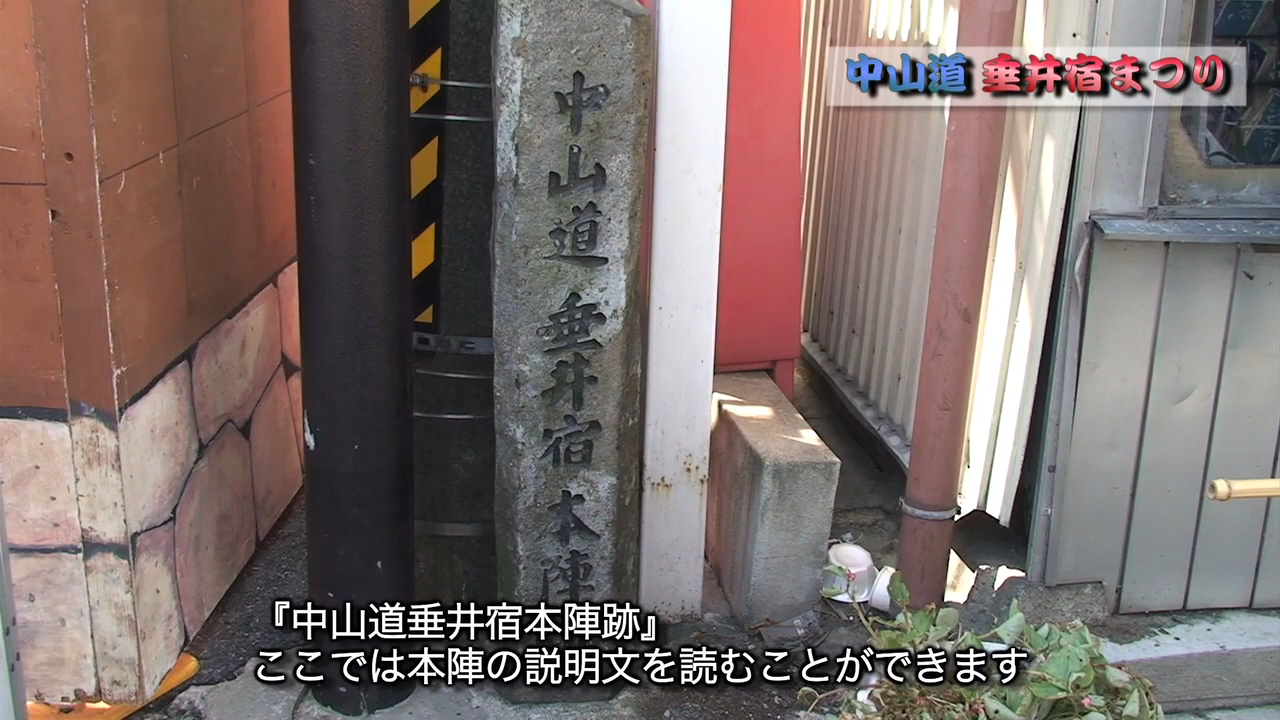 中山道 垂井宿まつり
中山道 垂井宿本陣
『中山道垂井宿本陣跡』
ここでは本陣の説明文を読むことができます